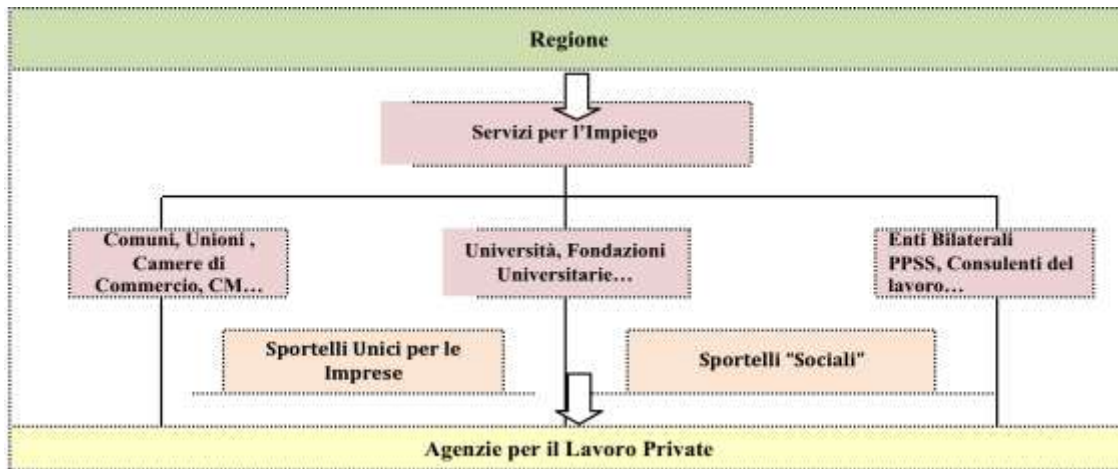 Regione
Servizi per l'Impiego
Comuni, Unioni ,
Camere di
Commercio, CM…
Università, Fondazioni
Universitarie…
Enti Bilaterali
PPSS, Consulenti del
lavoro…
Sportelli Unici per le
Imprese
Sportelli "Sociali"
Agenzie per il Lavoro Private